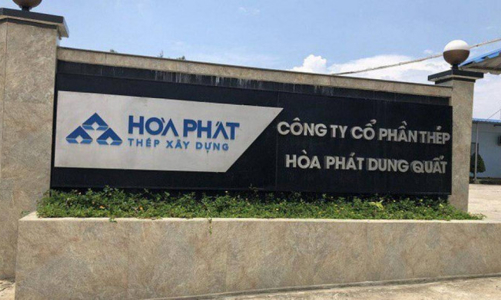 HÒA PHÁT
THÉP XÂY DỰNG
CÔNG TY CỔ PHẦN THÉP
HÒA PHÁT DUNG QUẤT